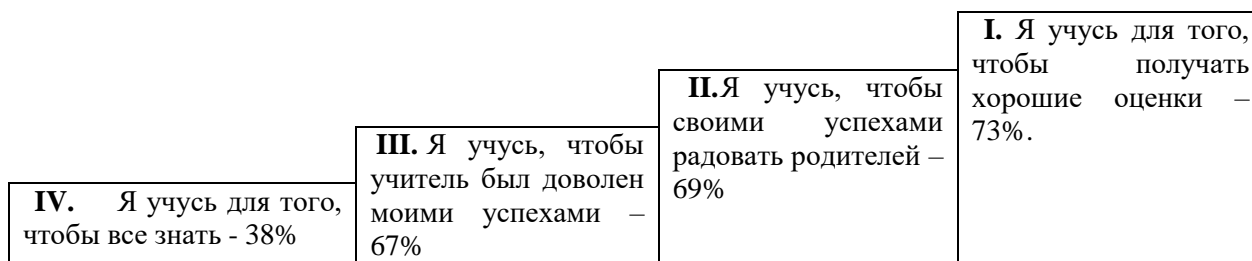 I. Я учусь для того,
чтобы получать
хорошие оценки –
73%.
II.Я учусь, чтобы
своими успехами
радовать родителей –
69%
III. Я учусь, чтобы
учитель был доволен
моими успехами –
67%
IV. Я учусь для того,
чтобы все знать - 38%